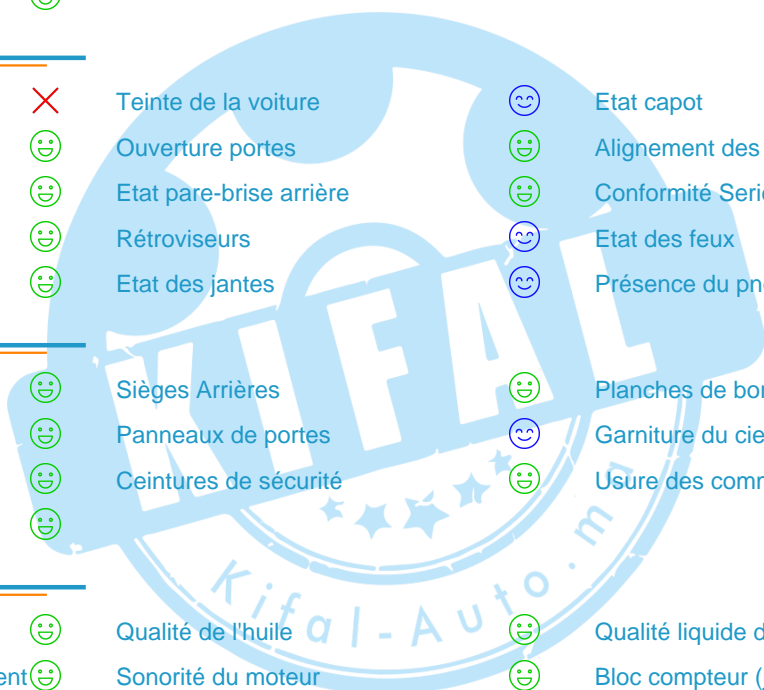 Teinte de la voiture Etat capot
Ouverture portes Alignement des
Etat pare-brise arrière Conformité Seri
Rétroviseurs Etat des feux
Etat des jantes Présence du pn
KIFAL
Sièges Arrières Planches de bor
Panneaux de portes Garniture du cie
Ceintures de sécurité Usure des com
Kifal-Auto.m
Qualité de l'huile Qualité liquide d
ent Sonorité du moteur Bloc compteur (